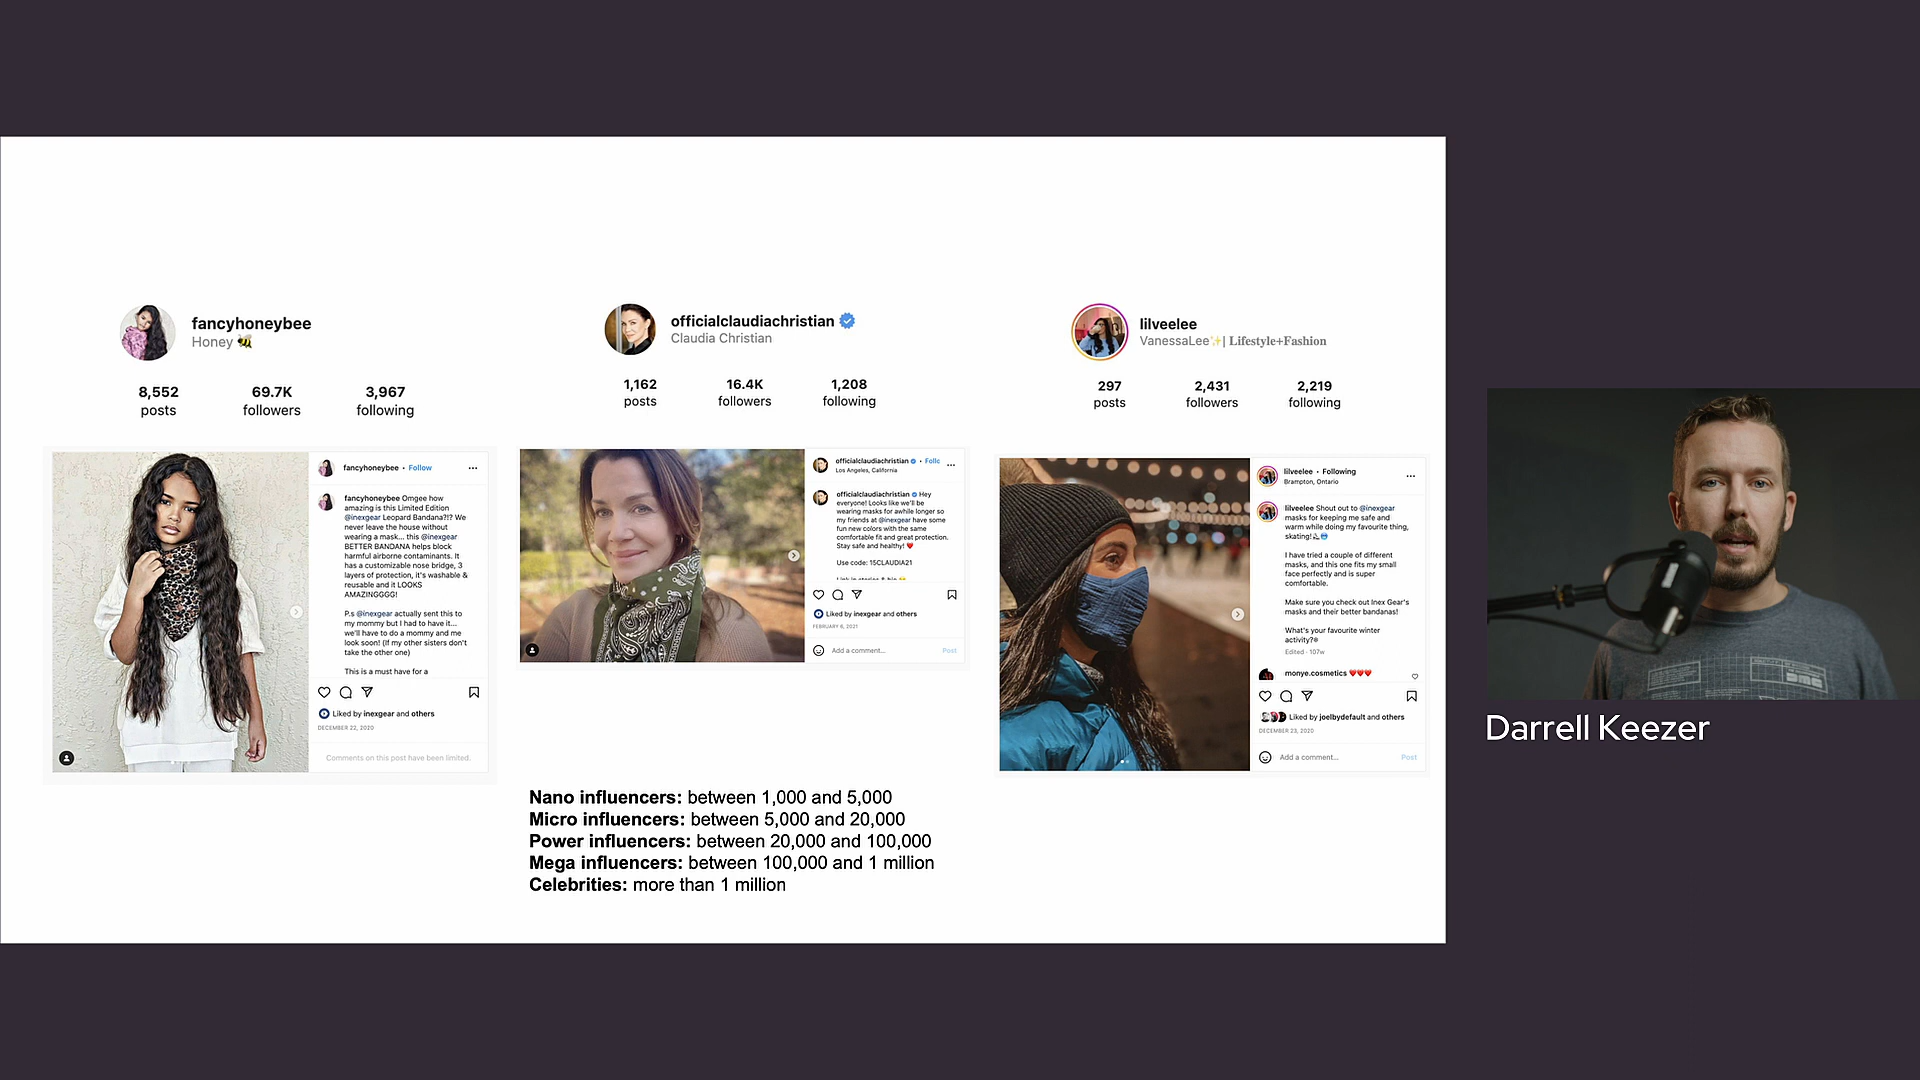 fancyhoneybee
Honey 🐝
8,552
posts
69.7K
followers
3,967
following
fancyhoneybee • Follow
fancyhoneybee Omgee how
amazing is this Limited Edition
@inexgear Leopard Bandana?!? We
never leave the house without
wearing a mask... this @inexgear
BETTER BANDANA helps block
harmful airborne contaminants. It
has a customizable nose bridge, 3
layers of protection, it's washable &
reusable and it LOOKS
AMAZINGGGG!
P.s @inexgear actually sent this to
my mommy but I had to have it...
we'll have to do a mommy and me
look soon! (If my other sisters don't
take the other one)
This is a must have for a
Liked by inexgear and others
DECEMBER 22, 2020
Comments on this post have been limited.
officialclaudiachristian
Claudia Christian
1,162
posts
16.4K
followers
1,208
following
officialclaudiachristian • Follc
Los Angeles, California
officialclaudiachristian Hey
everyone! Looks like we'll be
wearing masks for awhile longer so
my friends at @inexgear have some
fun new colors with the same
comfortable fit and great protection.
Stay safe and healthy! ❤️
Use code: 15CLAUDIA21
Liked by inexgear and others
FEBRUARY 6, 2021
Add a comment...
Post
lilveelee
VanessaLee✨| Lifestyle+Fashion
297
posts
2,431
followers
2,219
following
lilveelee • Following
Brampton, Ontario
lilveelee Shout out to @inexgear
masks for keeping me safe and
warm while doing my favourite thing,
skating!⛸🥶
I have tried a couple of different
masks, and this one fits my small
face perfectly and is super
comfortable.
Make sure you check out Inex Gear's
masks and their better bandanas!
What's your favourite winter
activity?❄
Edited · 107w
monye.cosmetics ❤️❤️❤️
Liked by joelbydefault and others
DECEMBER 23, 2020
Add a comment...
Post
Nano influencers: between 1,000 and 5,000
Micro influencers: between 5,000 and 20,000
Power influencers: between 20,000 and 100,000
Mega influencers: between 100,000 and 1 million
Celebrities: more than 1 million
Darrell Keezer